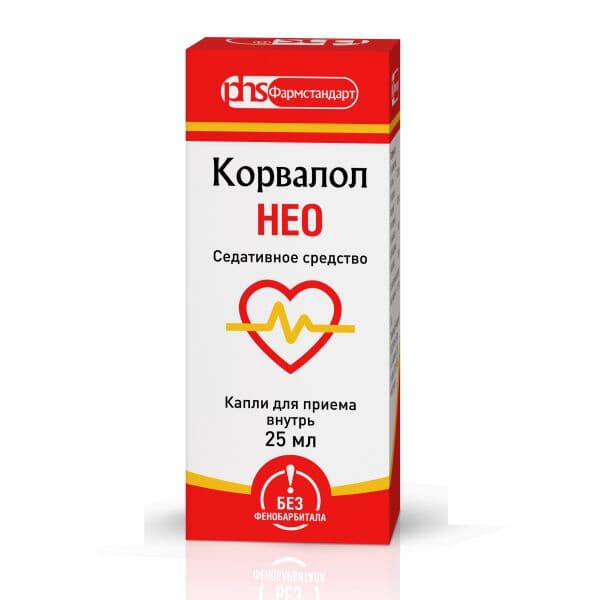 phs Фармстандарт
Корвалол
НЕО
Седативное средство
Капли для приема
внутрь
25 мл
БЕЗ
ФЕНОБАРБИТАЛА